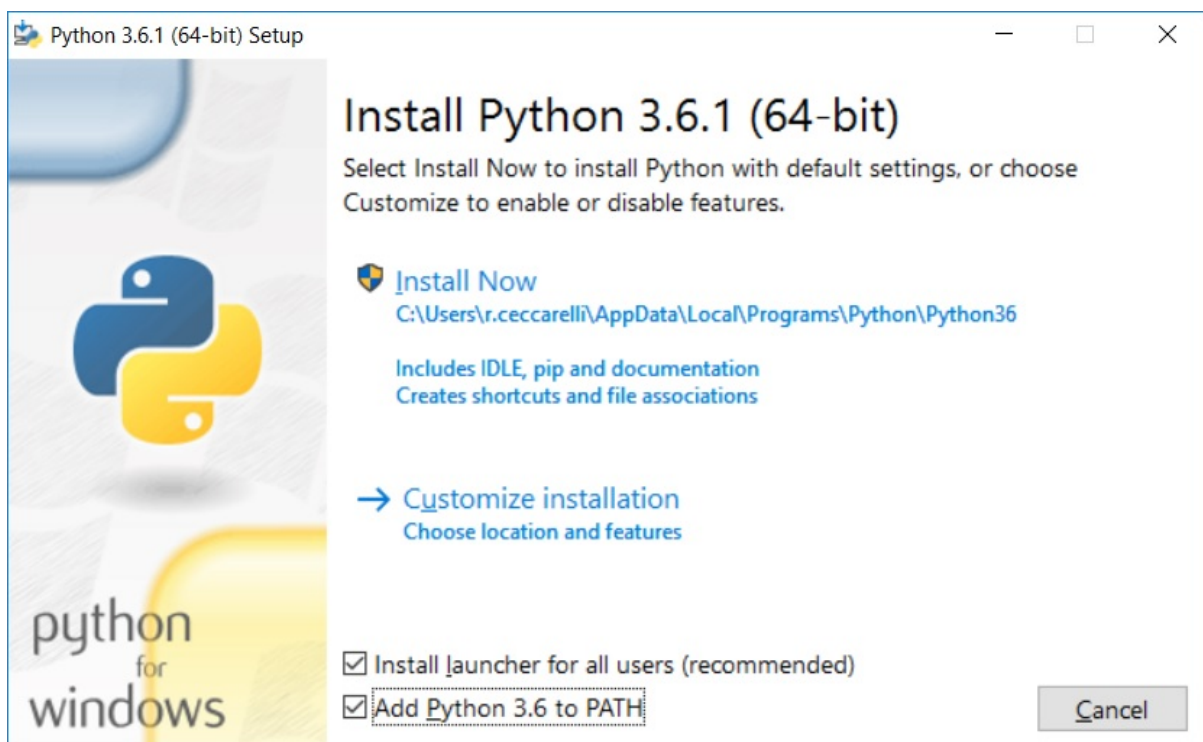 Python 3.6.1 (64-bit) Setup
Install Python 3.6.1 (64-bit)
Select Install Now to install Python with default settings, or choose
Customize to enable or disable features.
Install Now
C:\Users\r.ceccarelli\AppData\Local\Programs\Python\Python36
Includes IDLE, pip and documentation
Creates shortcuts and file associations
Customize installation
Choose location and features
python
for
windows
Install launcher for all users (recommended)
Add Python 3.6 to PATH
Cancel